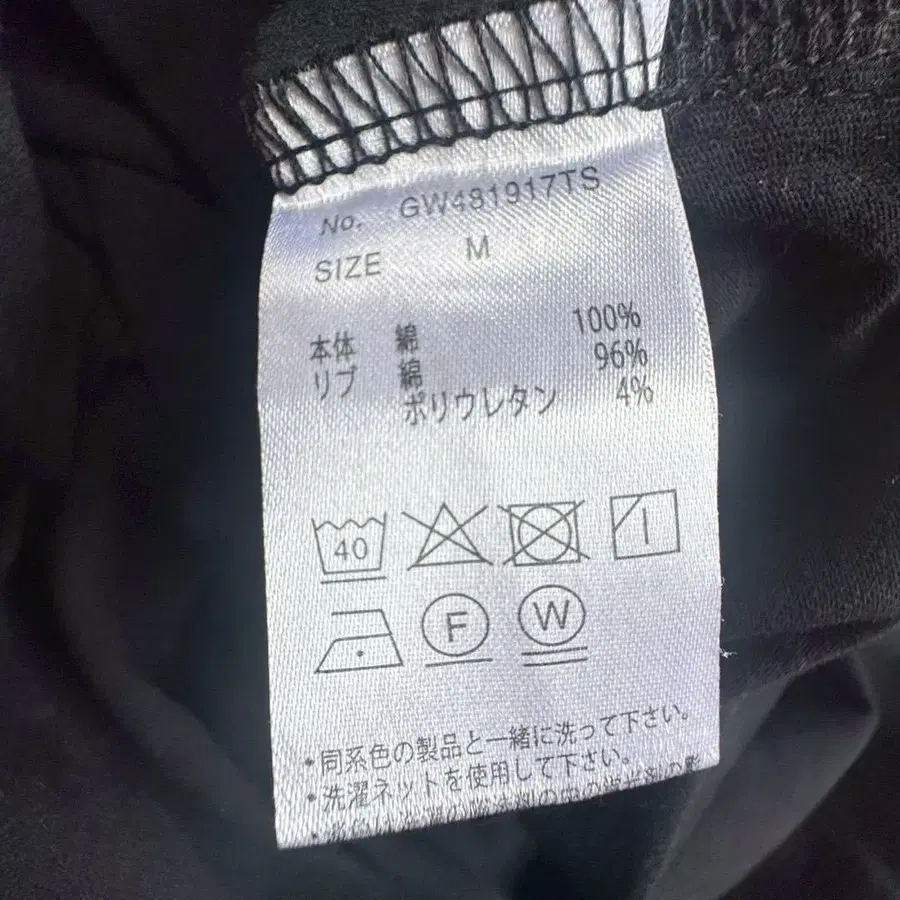 No. GW481917TS
SIZE M
本体 綿 100%
リブ 綿 96%
ポリウレタン 4%
40
F W
・同系色の製品と一緒に洗って下さい。
・洗濯ネットを使用して下さい。